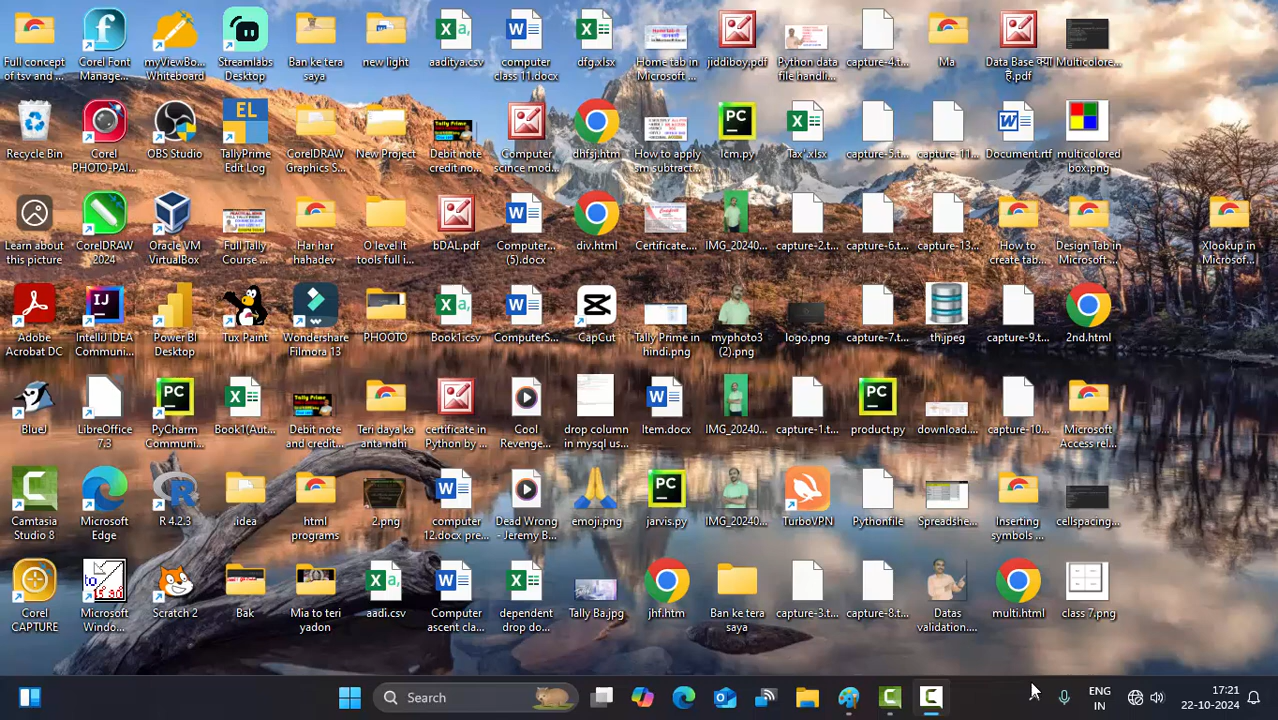 Full concept of tsv and ...
Corel Font Manage...
myViewBo... Whiteboard
Streamlabs Desktop
Ban ke tera saya
new light
aaditya.csv
computer class 11.docx
dfg.xlsx
Home tab in Microsoft ...
jiddiboy.pdf
Python data file handli...
capture-4.t...
Ma
Data Base क्या है.pdf
Multicolore...
Recycle Bin
Corel PHOTO-PAI...
OBS Studio
TallyPrime Edit Log
CorelDRAW Graphics S...
New Project
Debit note credit no...
Computer scince mod...
dhfsj.htm
How to apply sm subtract...
lcm.py
Tax'.xlsx
capture-5.t...
capture-11...
Document.rtf
multicolored box.png
Learn about this picture
CorelDRAW 2024
Oracle VM VirtualBox
Full Tally Course ...
Har har hahadev
O level It tools full i...
bDAL.pdf
Computer... (5).docx
div.html
Certificate....
IMG_20240...
capture-2.t...
capture-6.t...
capture-13...
How to create tab...
Design Tab in Microsoft ...
Xlookup in Microsof...
Adobe Acrobat DC
IntelliJ IDEA Communi...
Power BI Desktop
Tux Paint
Wondershare Filmora 13
PHOOTO
Book1.csv
ComputerS...
CapCut
Tally Prime in hindi.png
myphoto3 (2).png
logo.png
capture-7.t...
th.jpeg
capture-9.t...
2nd.html
BlueJ
LibreOffice 7.3
PyCharm Communi...
Book1(Aut...
Debit note and credit...
Teri daya ka anta nahi
certificate in Python by ...
Cool Revenge...
drop column in mysql us...
Item.docx
IMG_20240...
capture-1.t...
product.py
download....
capture-10...
Microsoft Access rel...
Camtasia Studio 8
Microsoft Edge
R 4.2.3
.idea
html programs
2.png
computer 12.docx pre...
Dead Wrong - Jeremy B...
emoji.png
jarvis.py
IMG_20240...
TurboVPN
Pythonfile
Spreadshe...
Inserting symbols ...
cellspacing...
Corel CAPTURE
Microsoft Windo...
Scratch 2
Bak
Mia to teri yadon
aadi.csv
Computer ascent cla...
dependent drop do...
Tally Ba.jpg
jhf.htm
Ban ke tera saya
capture-3.t...
capture-8.t...
Datas validation....
multi.html
class 7.png
Search
ENG
IN
17:21
22-10-2024